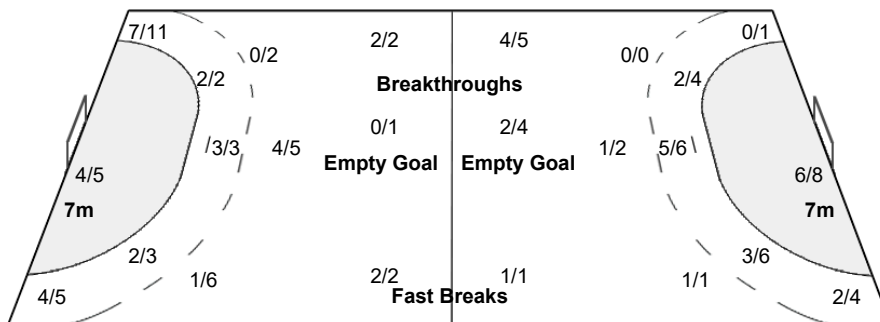 7/11 2/2 4/5 0/1
0/2 0/0
2/2 Breakthroughs 2/4
0/1 2/4
3/3 4/5 1/2 5/6
Empty Goal Empty Goal
4/5 6/8
7m 7m
2/3 3/6
1/6 2/2 1/1 1/1
4/5 Fast Breaks 2/4